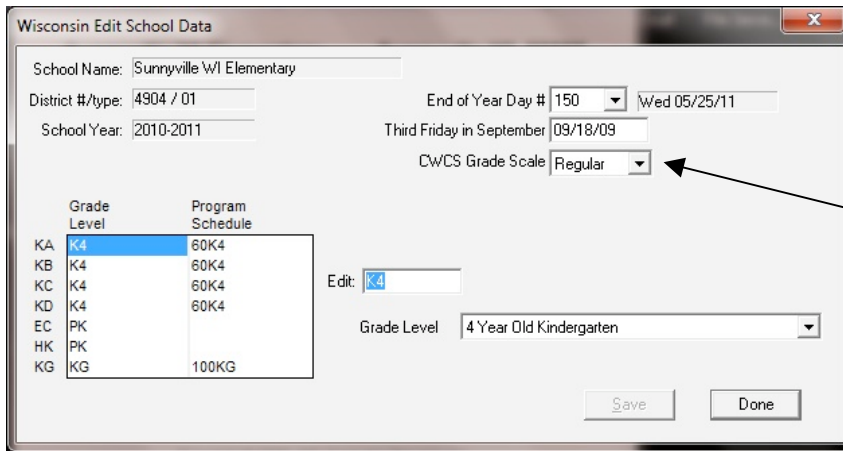 Wisconsin Edit School Data
School Name: Sunnyville WI Elementary
District #/type: 4904 / 01
End of Year Day # 150 Wed 05/25/11
School Year: 2010-2011
Third Friday in September 09/18/09
CWCS Grade Scale Regular
Grade Level Program Schedule
KA K4 60K4
KB K4 60K4
KC K4 60K4
KD K4 60K4
EC PK
HK PK
KG KG 100KG
Edit: K4
Grade Level 4 Year Old Kindergarten
Save Done